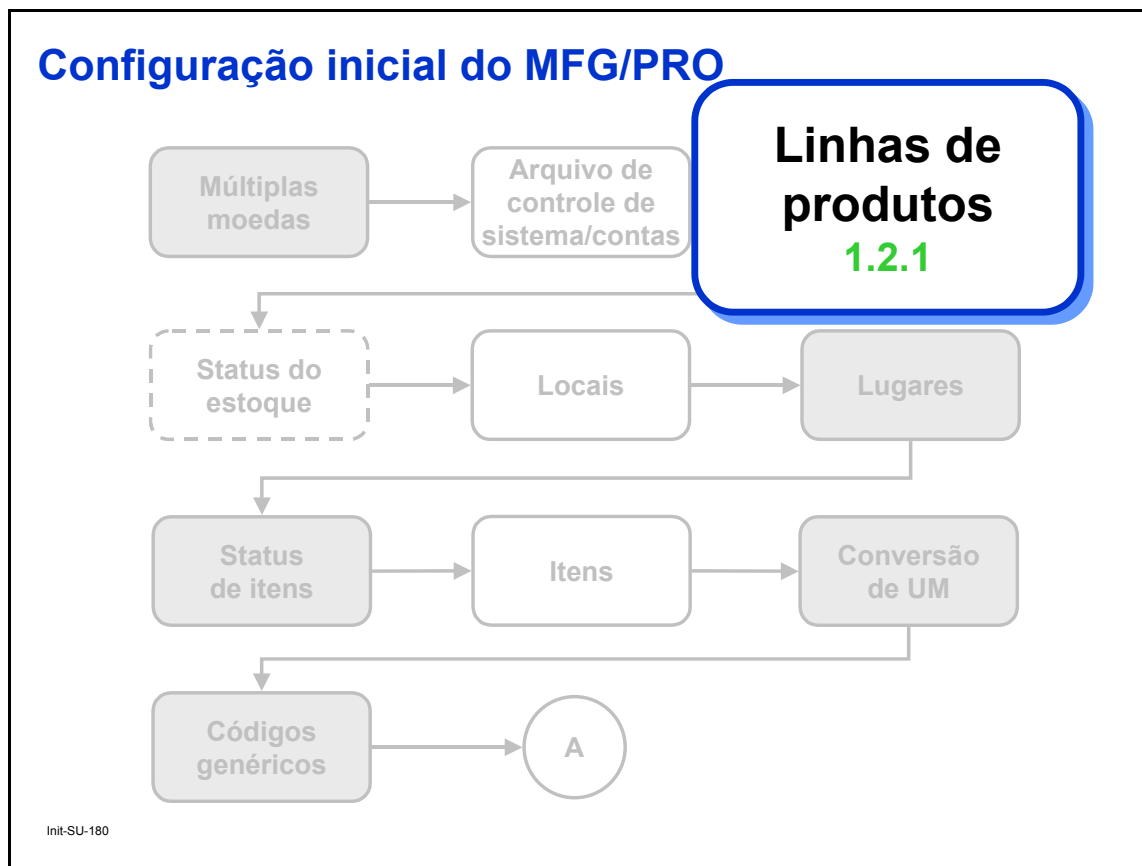 Configuração inicial do MFG/PRO
Múltiplas
moedas
Arquivo de
controle de
sistema/contas
Linhas de
produtos
1.2.1
Status do
estoque
Locais
Lugares
Status
de itens
Itens
Conversão
de UM
Códigos
genéricos
A
Init-SU-180